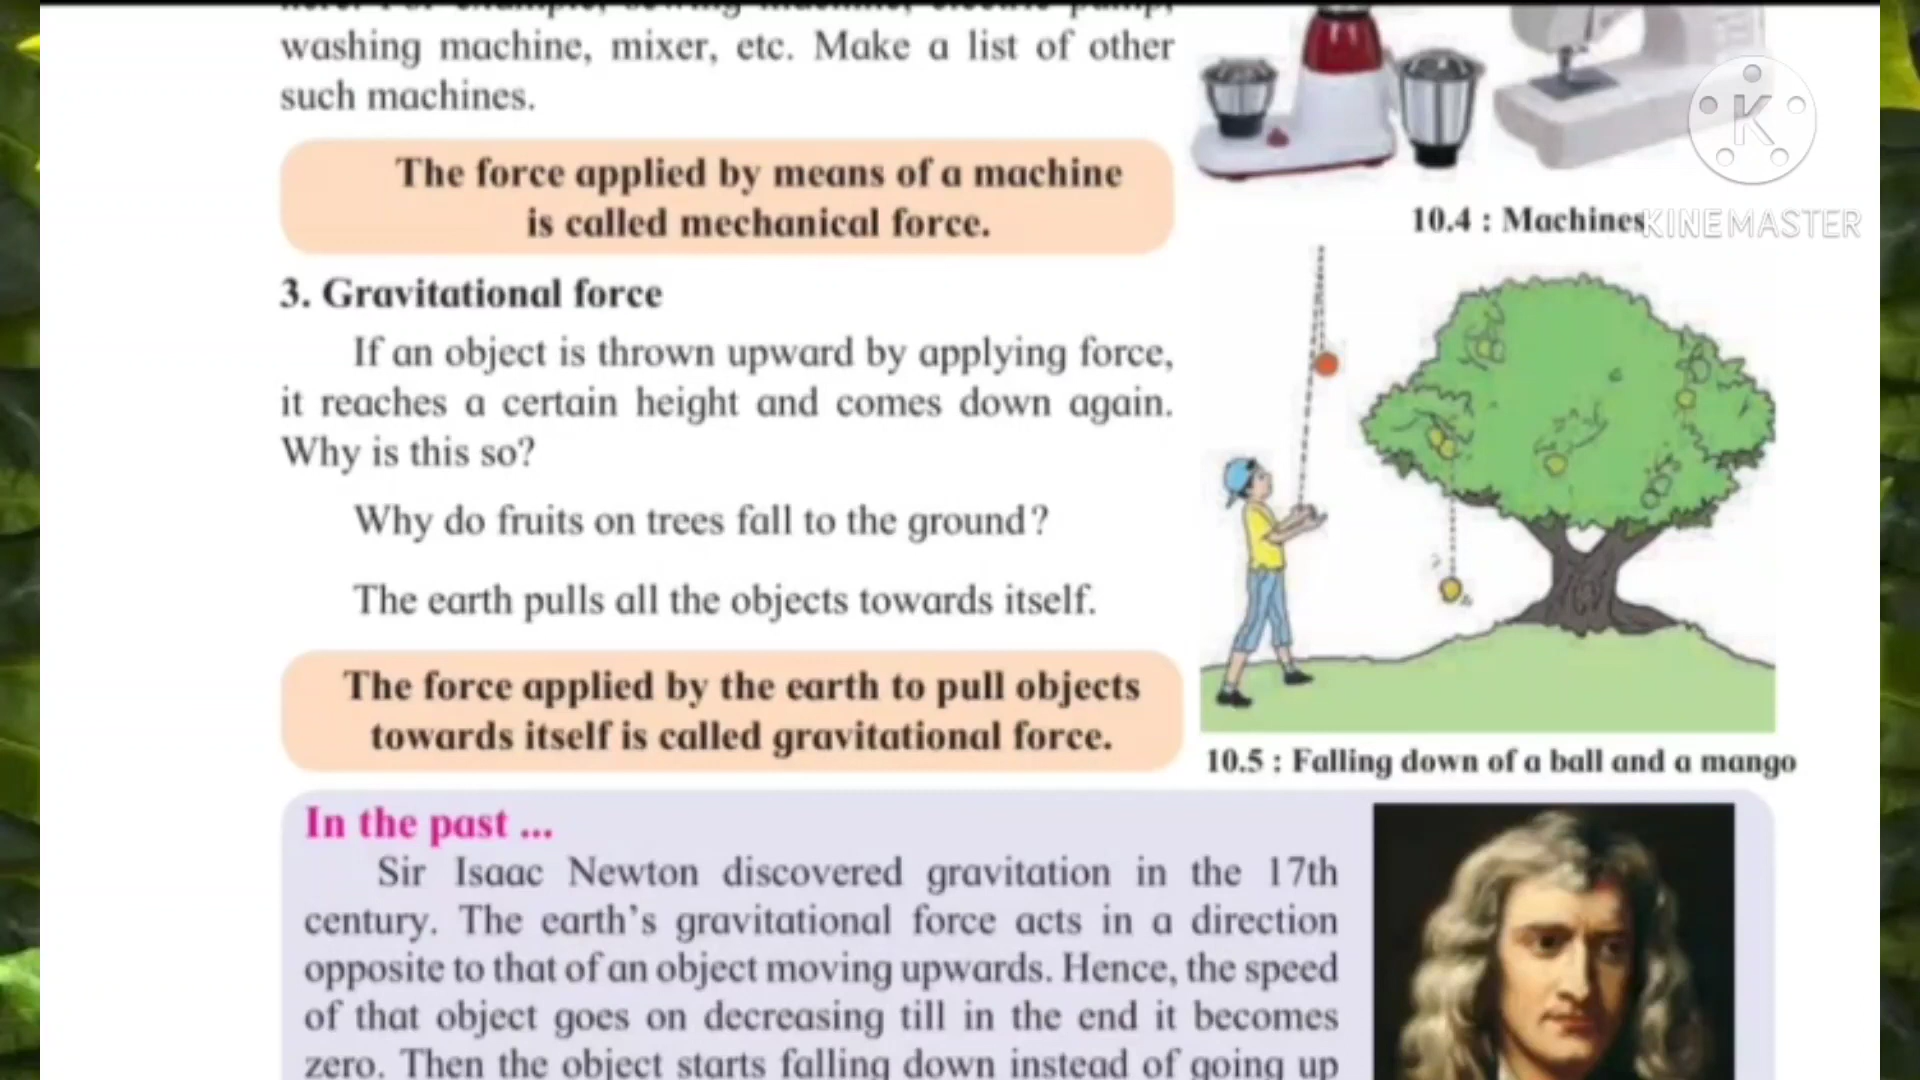 here. For example, sewing machine, electric pump,
washing machine, mixer, etc. Make a list of other
such machines.
The force applied by means of a machine
is called mechanical force.
10.4 : Machines
K
KINEMASTER
3. Gravitational force
If an object is thrown upward by applying force,
it reaches a certain height and comes down again.
Why is this so?
Why do fruits on trees fall to the ground?
The earth pulls all the objects towards itself.
The force applied by the earth to pull objects
towards itself is called gravitational force.
10.5 : Falling down of a ball and a mango
In the past ...
Sir Isaac Newton discovered gravitation in the 17th
century. The earth’s gravitational force acts in a direction
opposite to that of an object moving upwards. Hence, the speed
of that object goes on decreasing till in the end it becomes
zero. Then the object starts falling down instead of going up